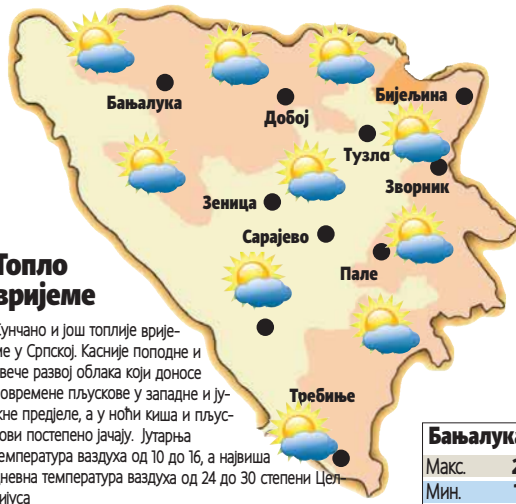 Бањалука
Добој
Бијељина
Тузла
Зворник
Зеница
Сарајево
Пале
Требиње
Топло
вријеме
унчано и још топлије врије-
ме у Српској. Касније поподне и
вече развој облака који доносе
овремене пљускове у западне и ју-
жне предјеле, а у ноћи киша и пљус-
ови постепено јачају. Јутарња
емпература ваздуха од 10 до 16, а највиша
дневна температура ваздуха од 24 до 30 степени Цел-
ијуса
Бањалука
Макс.
Мин.